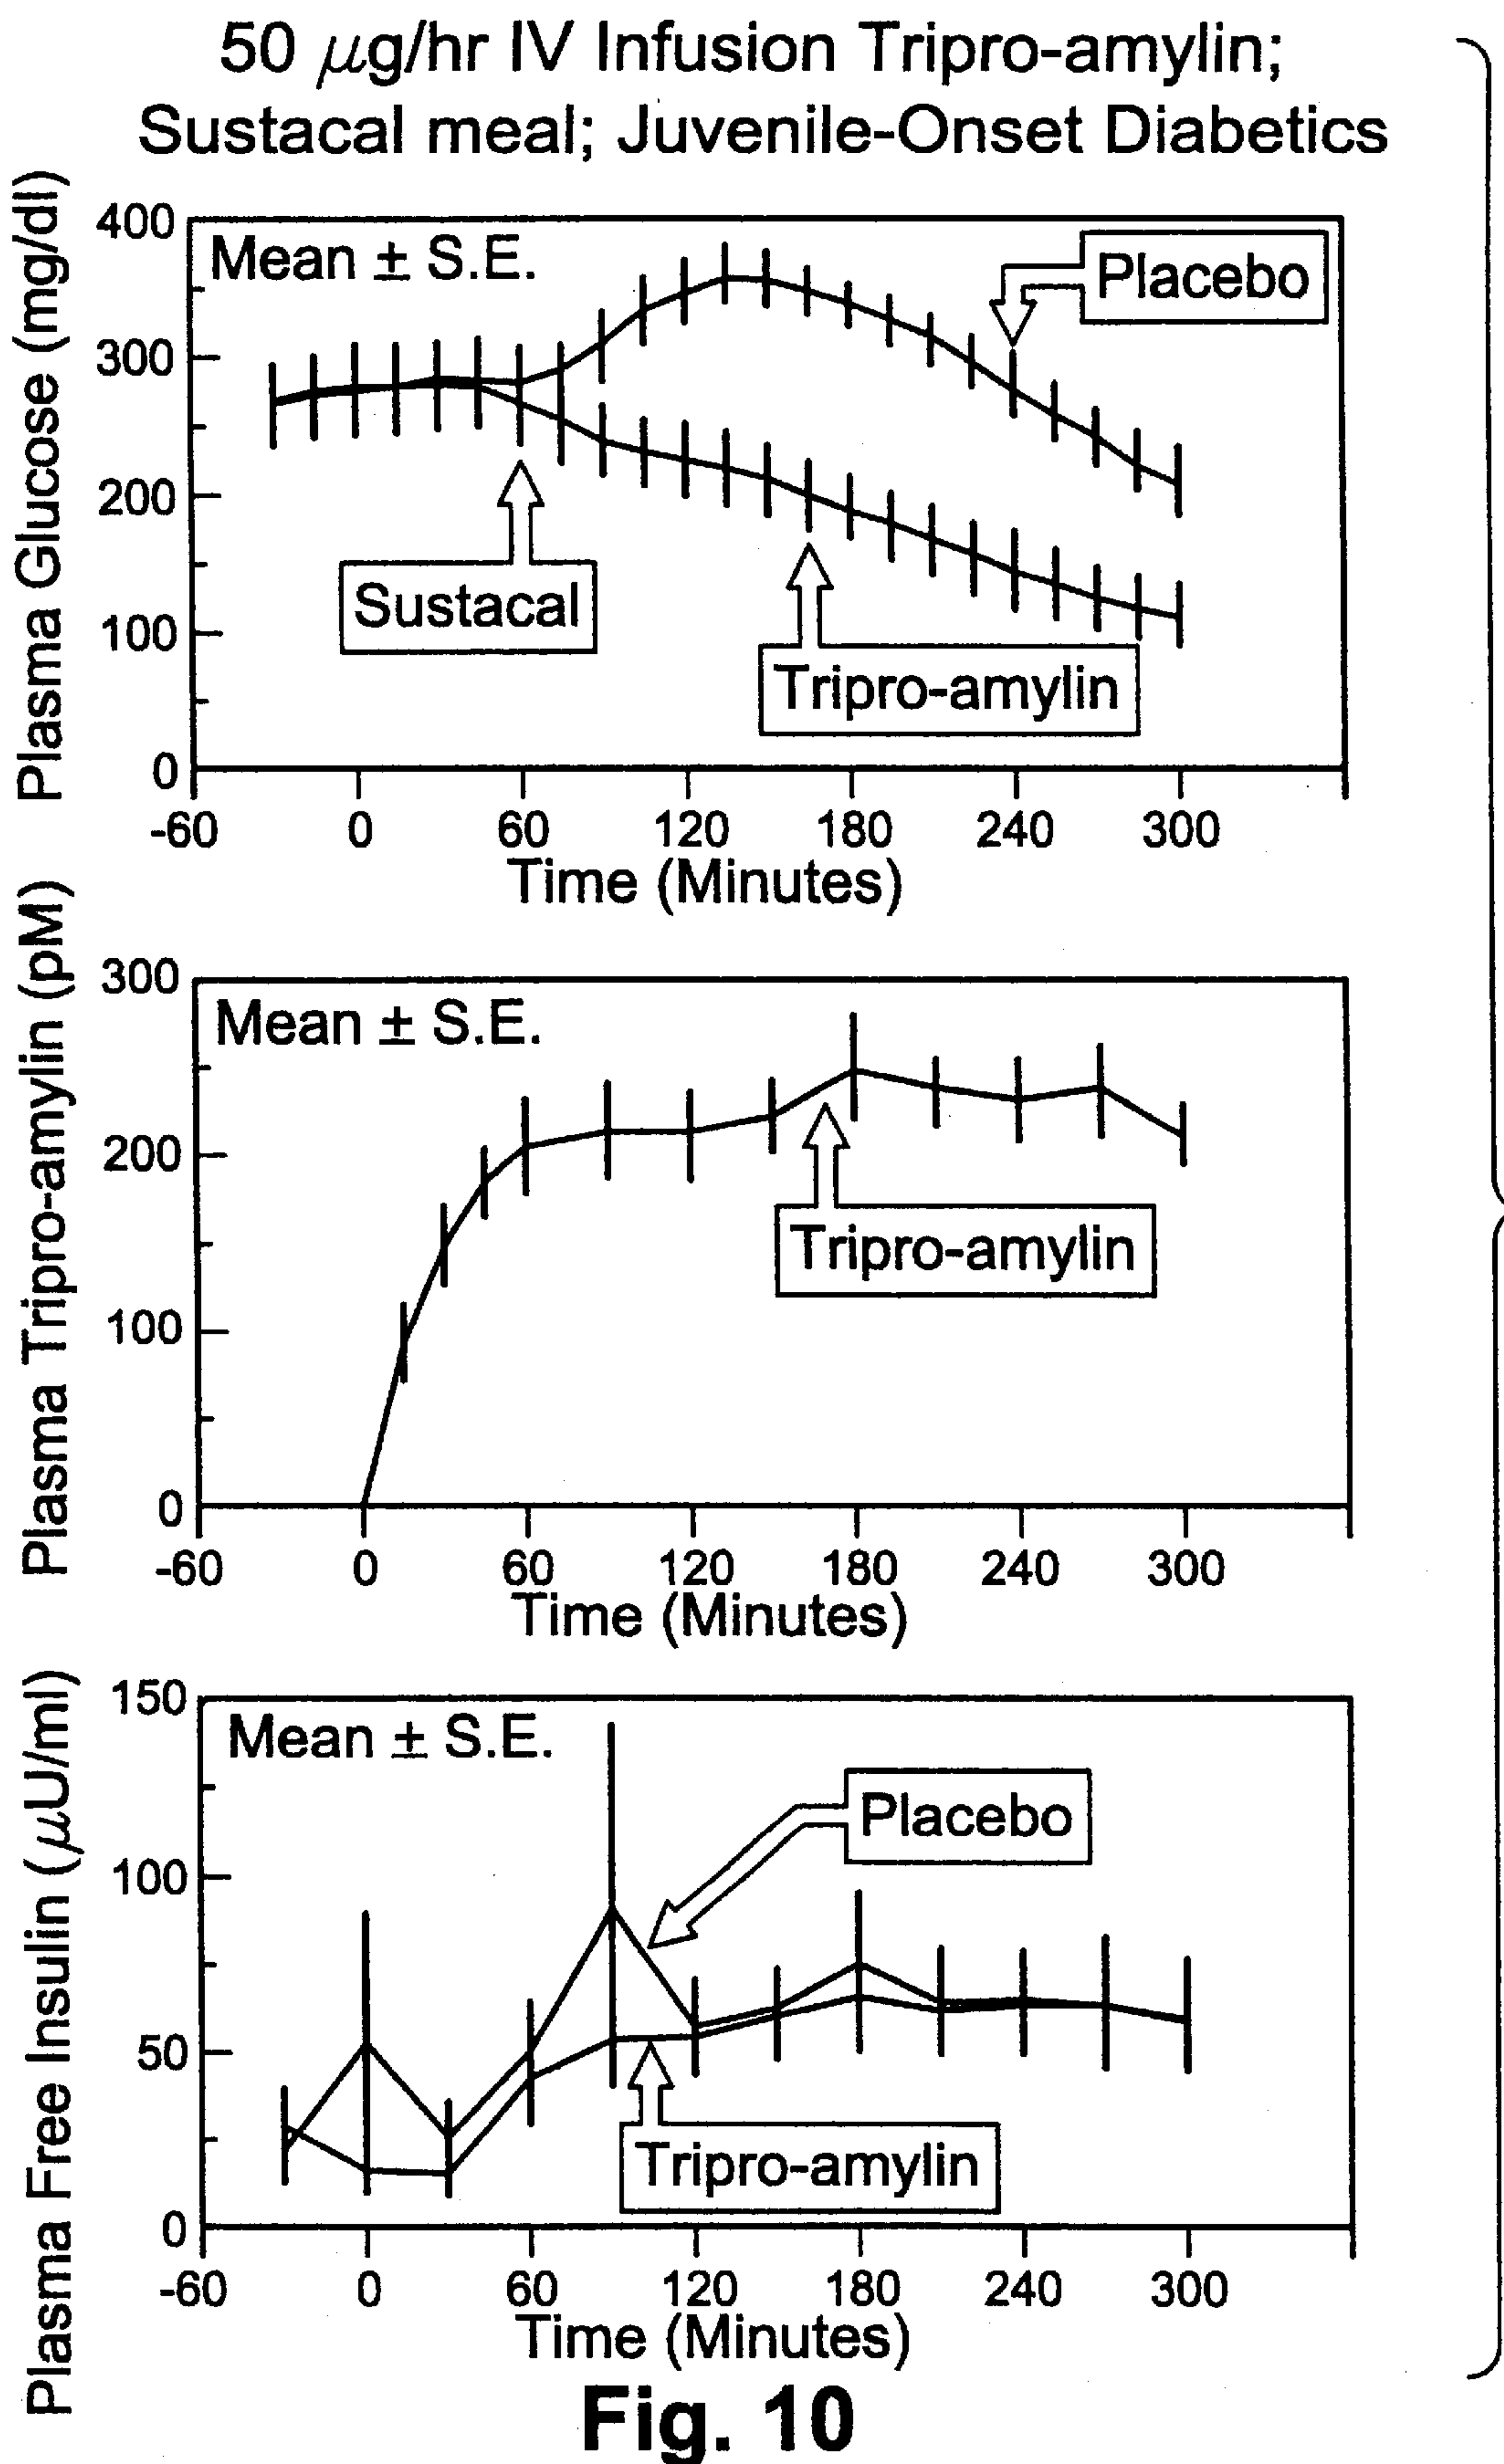 50 μg/hr IV Infusion Tripro-amylin;
Sustacal meal; Juvenile-Onset Diabetics
Plasma Glucose (mg/dl)
400
Mean ± S.E.
Placebo
300
200
Sustacal
100
Tripro-amylin
0
-60 0 60 120 180 240 300
Time (Minutes)
Plasma Tripro-amylin (pM)
300
Mean ± S.E.
200
Tripro-amylin
100
0
-60 0 60 120 180 240 300
Time (Minutes)
Plasma Free Insulin (μU/ml)
150
Mean ± S.E.
Placebo
100
50
Tripro-amylin
0
-60 0 60 120 180 240 300
Time (Minutes)
Fig. 10